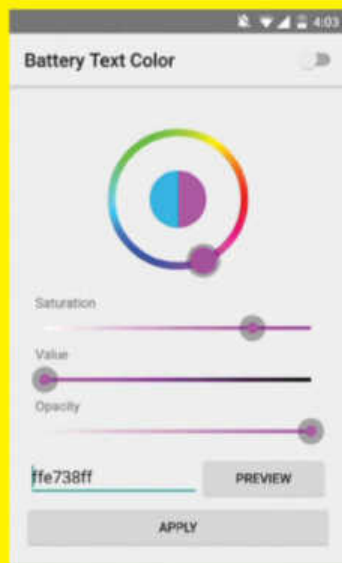 4:03
Battery Text Color
Saturation
Value
Opacity
ffe738ff
PREVIEW
APPLY